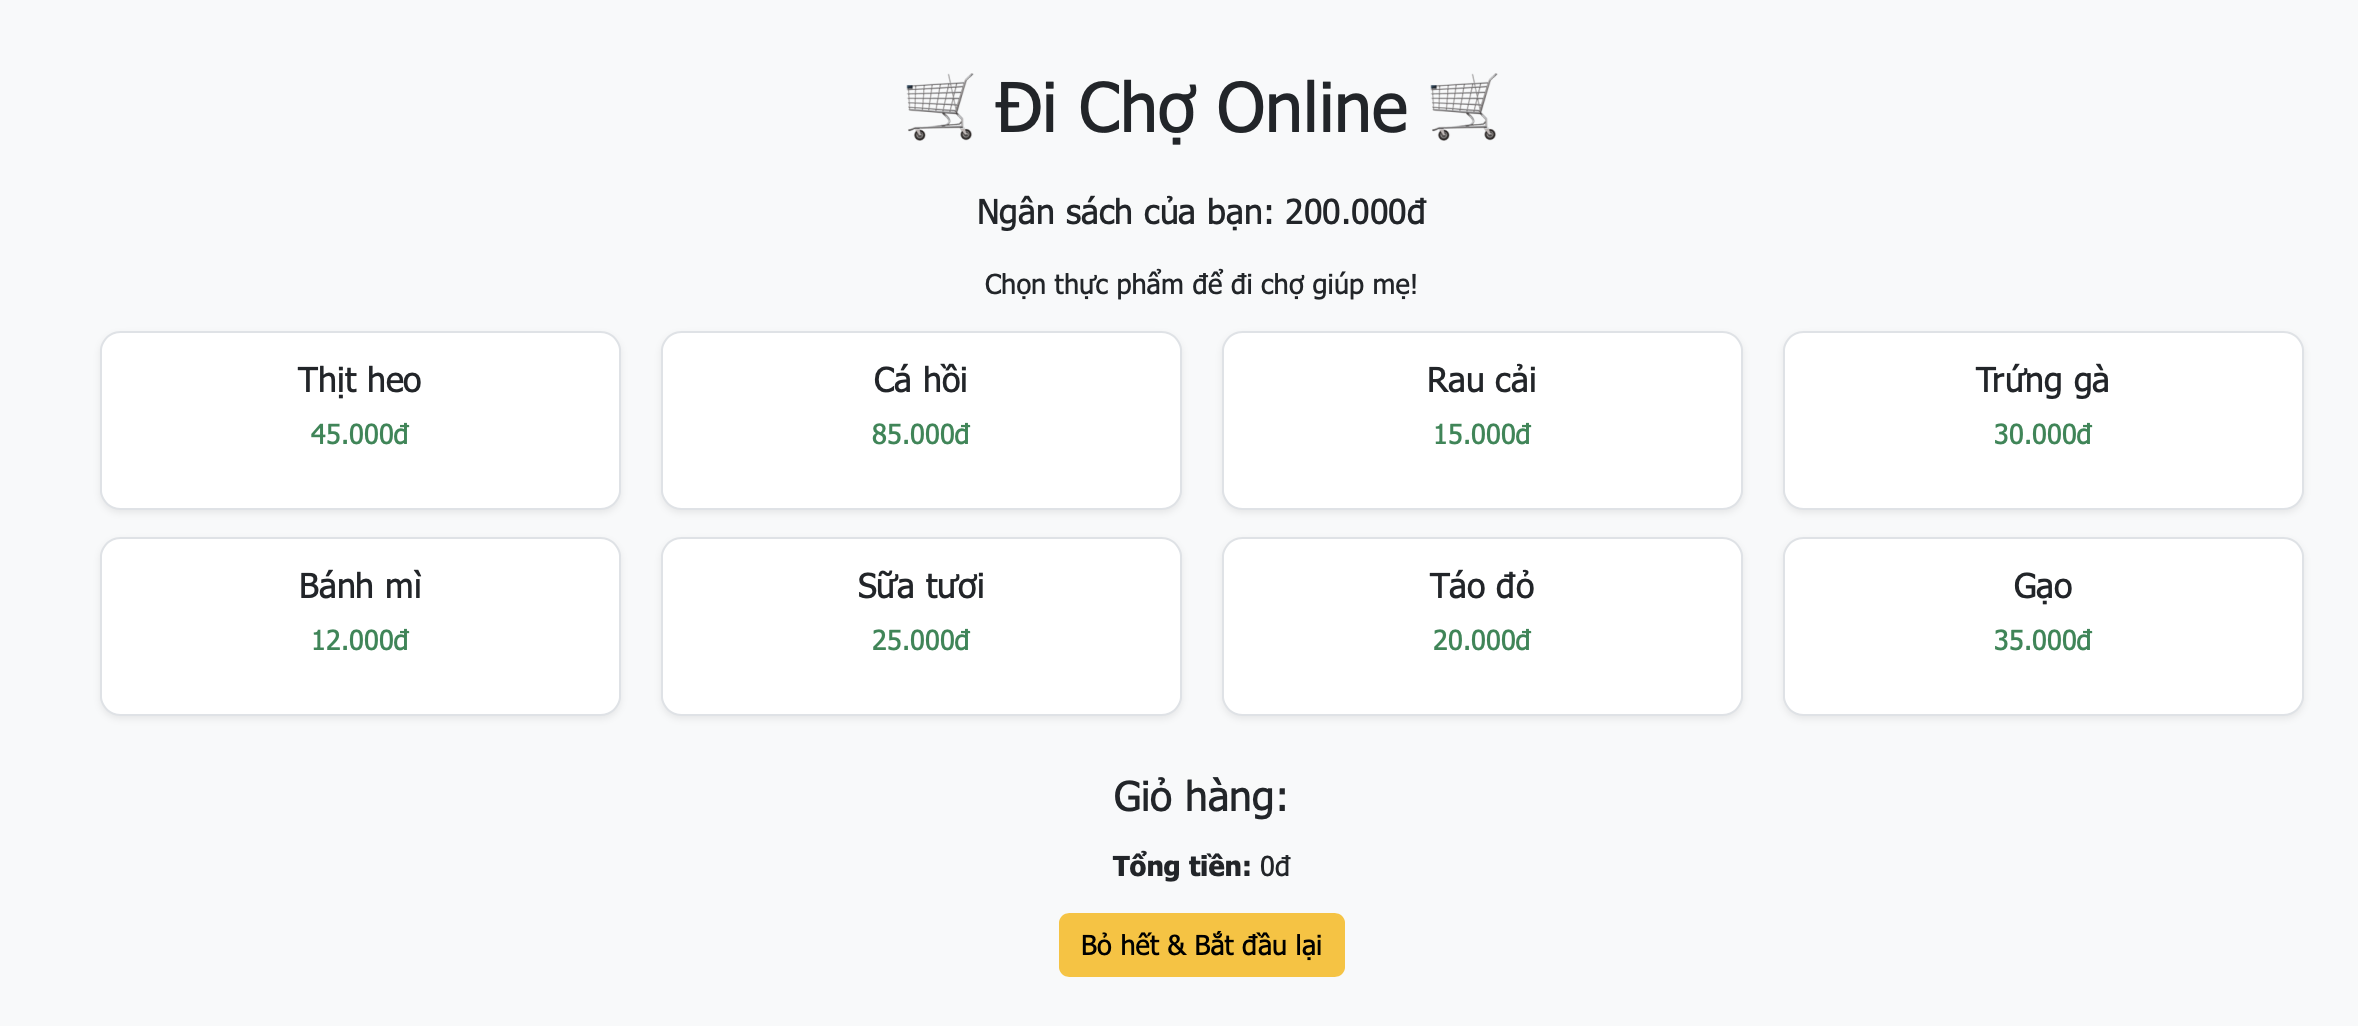 Đi Chợ Online
Ngân sách của bạn: 200.000đ
Chọn thực phẩm để đi chợ giúp mẹ!
Thịt heo
45.000đ
Cá hồi
85.000đ
Rau cải
15.000đ
Trứng gà
30.000đ
Bánh mì
12.000đ
Sữa tươi
25.000đ
Táo đỏ
20.000đ
Gạo
35.000đ
Giỏ hàng:
Tổng tiền: 0đ
Bỏ hết & Bắt đầu lại